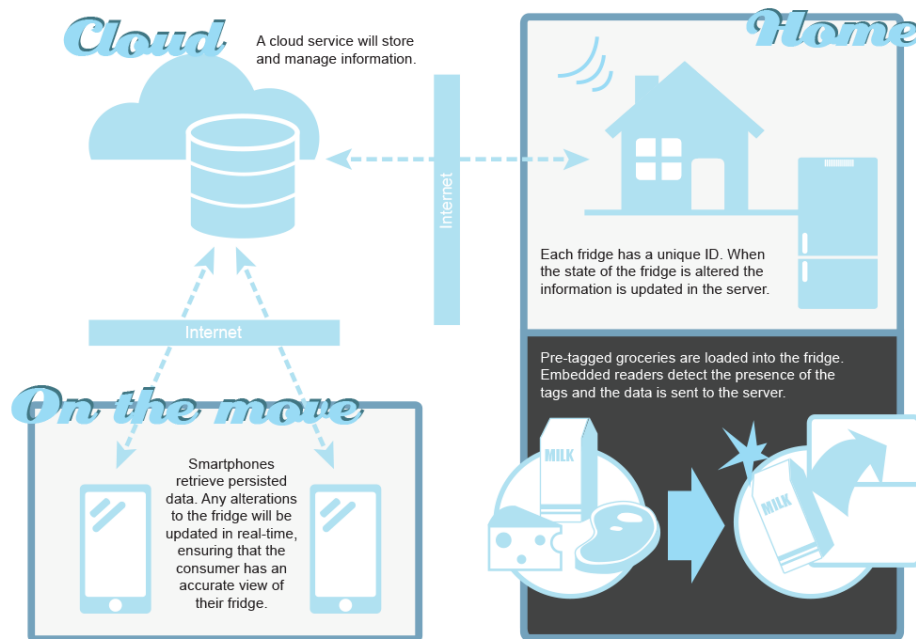 Cloud
A cloud service will store
and manage information.
Home
Internet
Each fridge has a unique ID. When
the state of the fridge is altered the
information is updated in the server.
Internet
Pre-tagged groceries are loaded into the fridge.
Embedded readers detect the presence of the
tags and the data is sent to the server.
MILK
MILK
On the move
Smartphones
retrieve persisted
data. Any alterations
to the fridge will be
updated in real-time,
ensuring that the
consumer has an
accurate view of
their fridge.